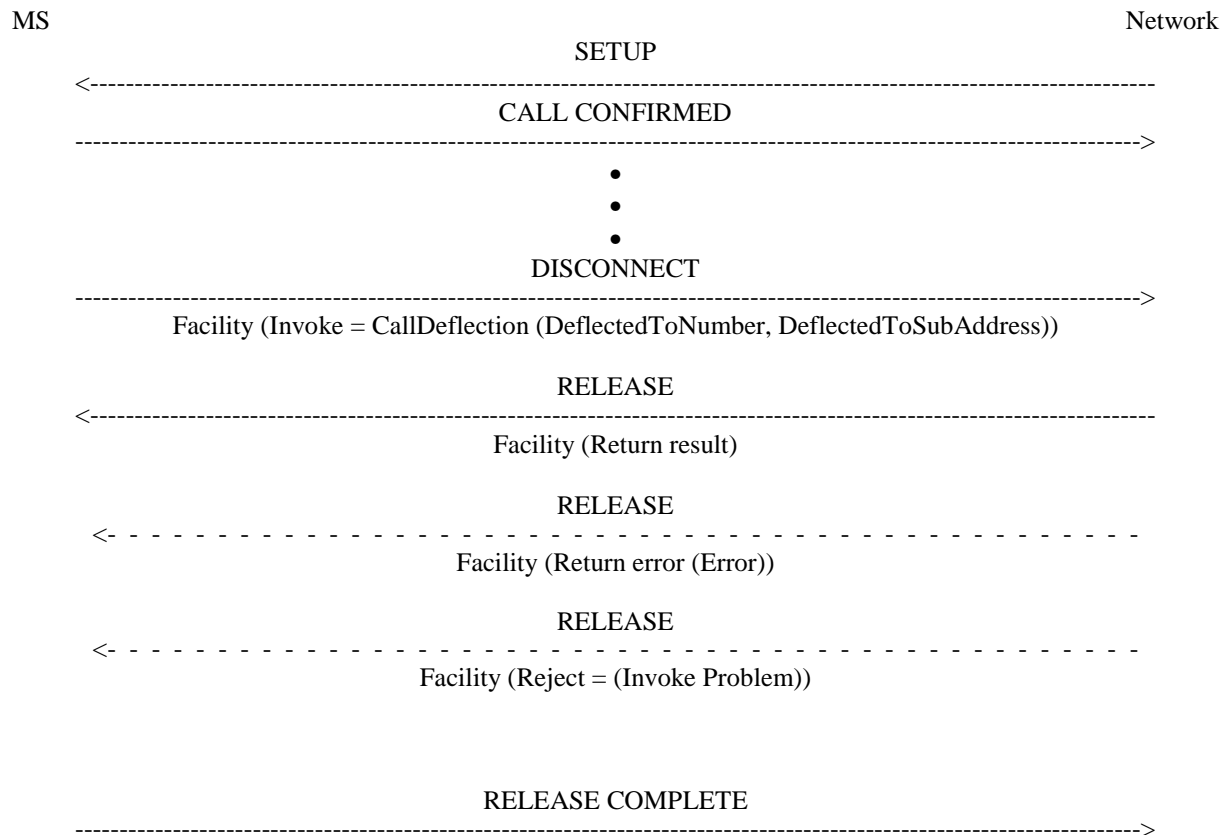 MS Network
SETUP
<----------------------------------------------------------------------------------------------------------------------
CALL CONFIRMED
---------------------------------------------------------------------------------------------------------------------->
•
•
•
DISCONNECT
---------------------------------------------------------------------------------------------------------------------->
Facility (Invoke = CallDeflection (DeflectedToNumber, DeflectedToSubAddress))
RELEASE
<----------------------------------------------------------------------------------------------------------------------
Facility (Return result)
RELEASE
<- - - - - - - - - - - - - - - - - - - - - - - - - - - - - - - - - - - - - - - - - - - - - - -
Facility (Return error (Error))
RELEASE
<- - - - - - - - - - - - - - - - - - - - - - - - - - - - - - - - - - - - - - - - - - - - - - -
Facility (Reject = (Invoke Problem))
RELEASE COMPLETE
---------------------------------------------------------------------------------------------------------------------->